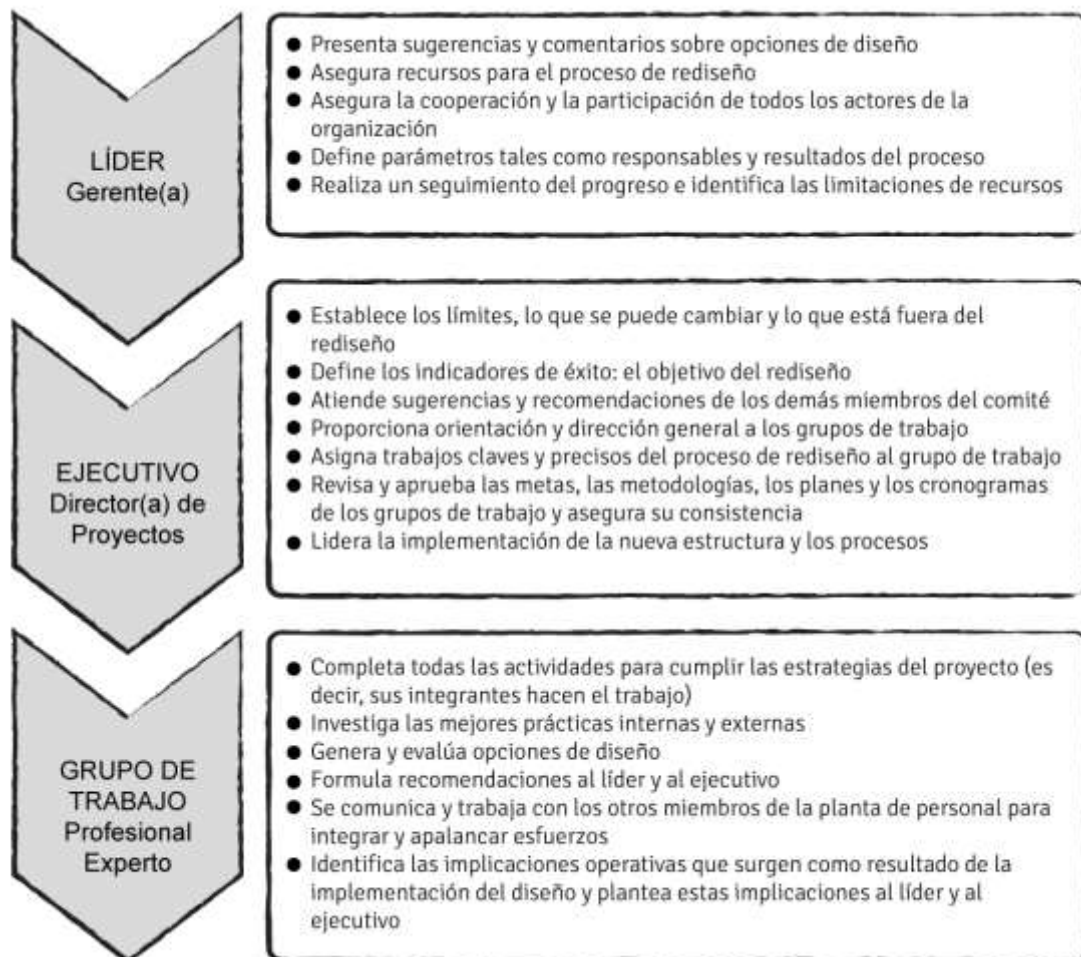 LÍDER
Gerente(a)
● Presenta sugerencias y comentarios sobre opciones de diseño
● Asegura recursos para el proceso de rediseño
● Asegura la cooperación y la participación de todos los actores de la
organización
● Define parámetros tales como responsables y resultados del proceso
● Realiza un seguimiento del progreso e identifica las limitaciones de recursos
EJECUTIVO
Director(a) de
Proyectos
● Establece los límites, lo que se puede cambiar y lo que está fuera del
rediseño
● Define los indicadores de éxito: el objetivo del rediseño
● Atiende sugerencias y recomendaciones de los demás miembros del comité
● Proporciona orientación y dirección general a los grupos de trabajo
● Asigna trabajos claves y precisos del proceso de rediseño al grupo de trabajo
● Revisa y aprueba las metas, las metodologías, los planes y los cronogramas
de los grupos de trabajo y asegura su consistencia
● Lidera la implementación de la nueva estructura y los procesos
GRUPO DE
TRABAJO
Profesional
Experto
● Completa todas las actividades para cumplir las estrategias del proyecto (es
decir, sus integrantes hacen el trabajo)
● Investiga las mejores prácticas internas y externas
● Genera y evalúa opciones de diseño
● Formula recomendaciones al líder y al ejecutivo
● Se comunica y trabaja con los otros miembros de la planta de personal para
integrar y apalancar esfuerzos
● Identifica las implicaciones operativas que surgen como resultado de la
implementación del diseño y plantea estas implicaciones al líder y al
ejecutivo